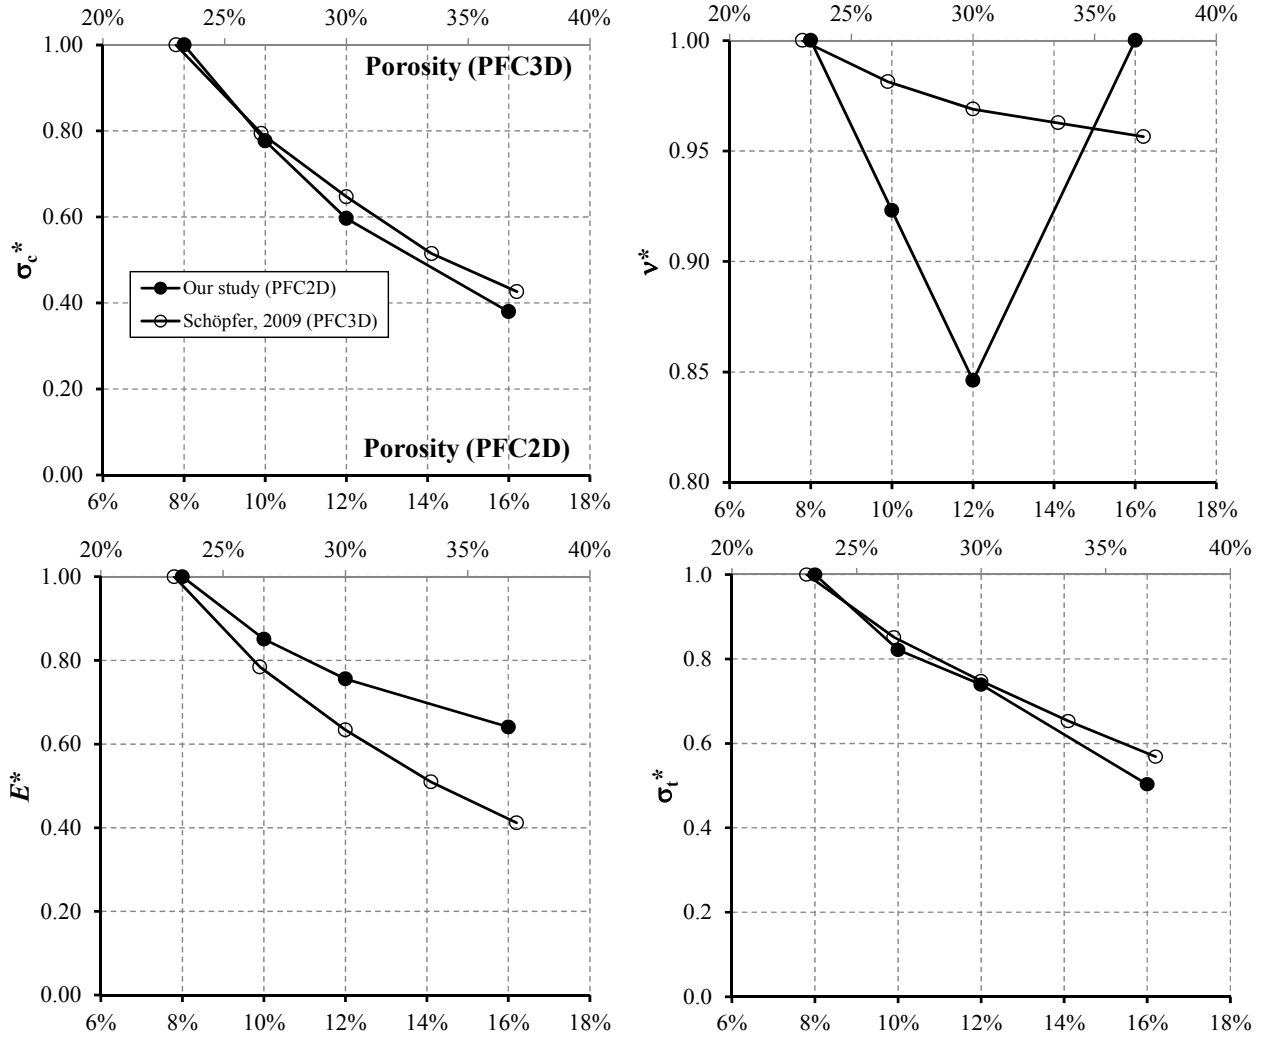 20% 25% 30% 35% 40%
1.00
0.80
0.60
0.40
0.20
0.00
σc*
Porosity (PFC3D)
Our study (PFC2D)
Schöpfer, 2009 (PFC3D)
Porosity (PFC2D)
6% 8% 10% 12% 14% 16% 18%
20% 25% 30% 35% 40%
1.00
0.95
0.90
0.85
0.80
ν*
6% 8% 10% 12% 14% 16% 18%
20% 25% 30% 35% 40%
1.00
0.80
0.60
0.40
0.20
0.00
E*
6% 8% 10% 12% 14% 16% 18%
20% 25% 30% 35% 40%
1.0
0.8
0.6
0.4
0.2
0.0
σt*
6% 8% 10% 12% 14% 16% 18%